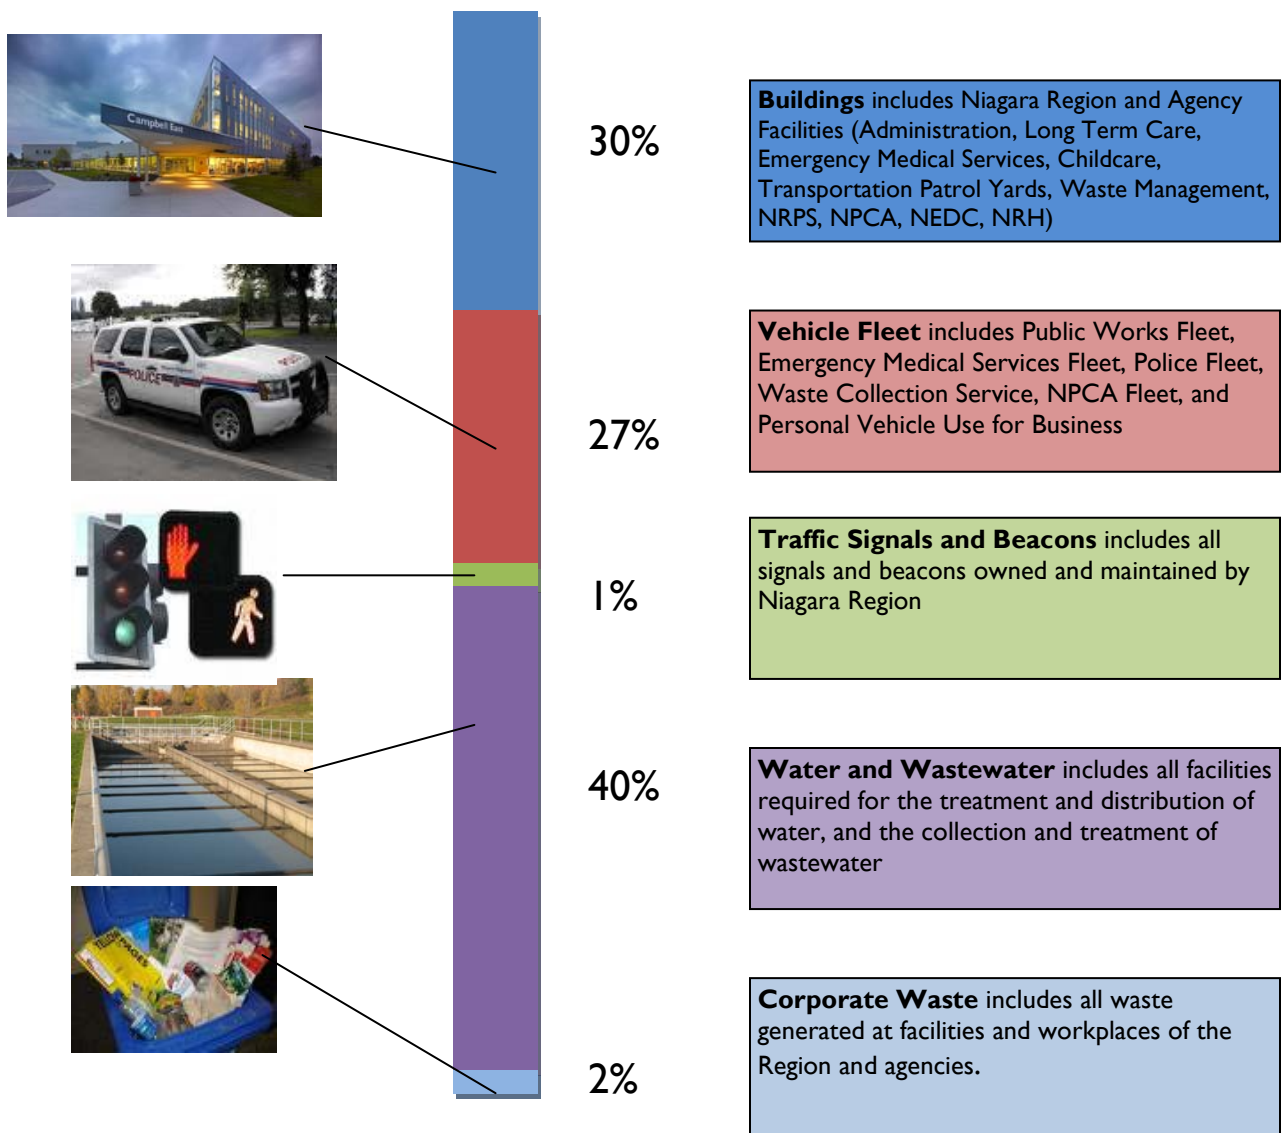 Campbell East
30%
Buildings includes Niagara Region and Agency
Facilities (Administration, Long Term Care,
Emergency Medical Services, Childcare,
Transportation Patrol Yards, Waste Management,
NRPS, NPCA, NEDC, NRH)
POLICE
POLICE
27%
Vehicle Fleet includes Public Works Fleet,
Emergency Medical Services Fleet, Police Fleet,
Waste Collection Service, NPCA Fleet, and
Personal Vehicle Use for Business
1%
Traffic Signals and Beacons includes all
signals and beacons owned and maintained by
Niagara Region
40%
Water and Wastewater includes all facilities
required for the treatment and distribution of
water, and the collection and treatment of
wastewater
YELLOW
PAGES
2%
Corporate Waste includes all waste
generated at facilities and workplaces of the
Region and agencies.